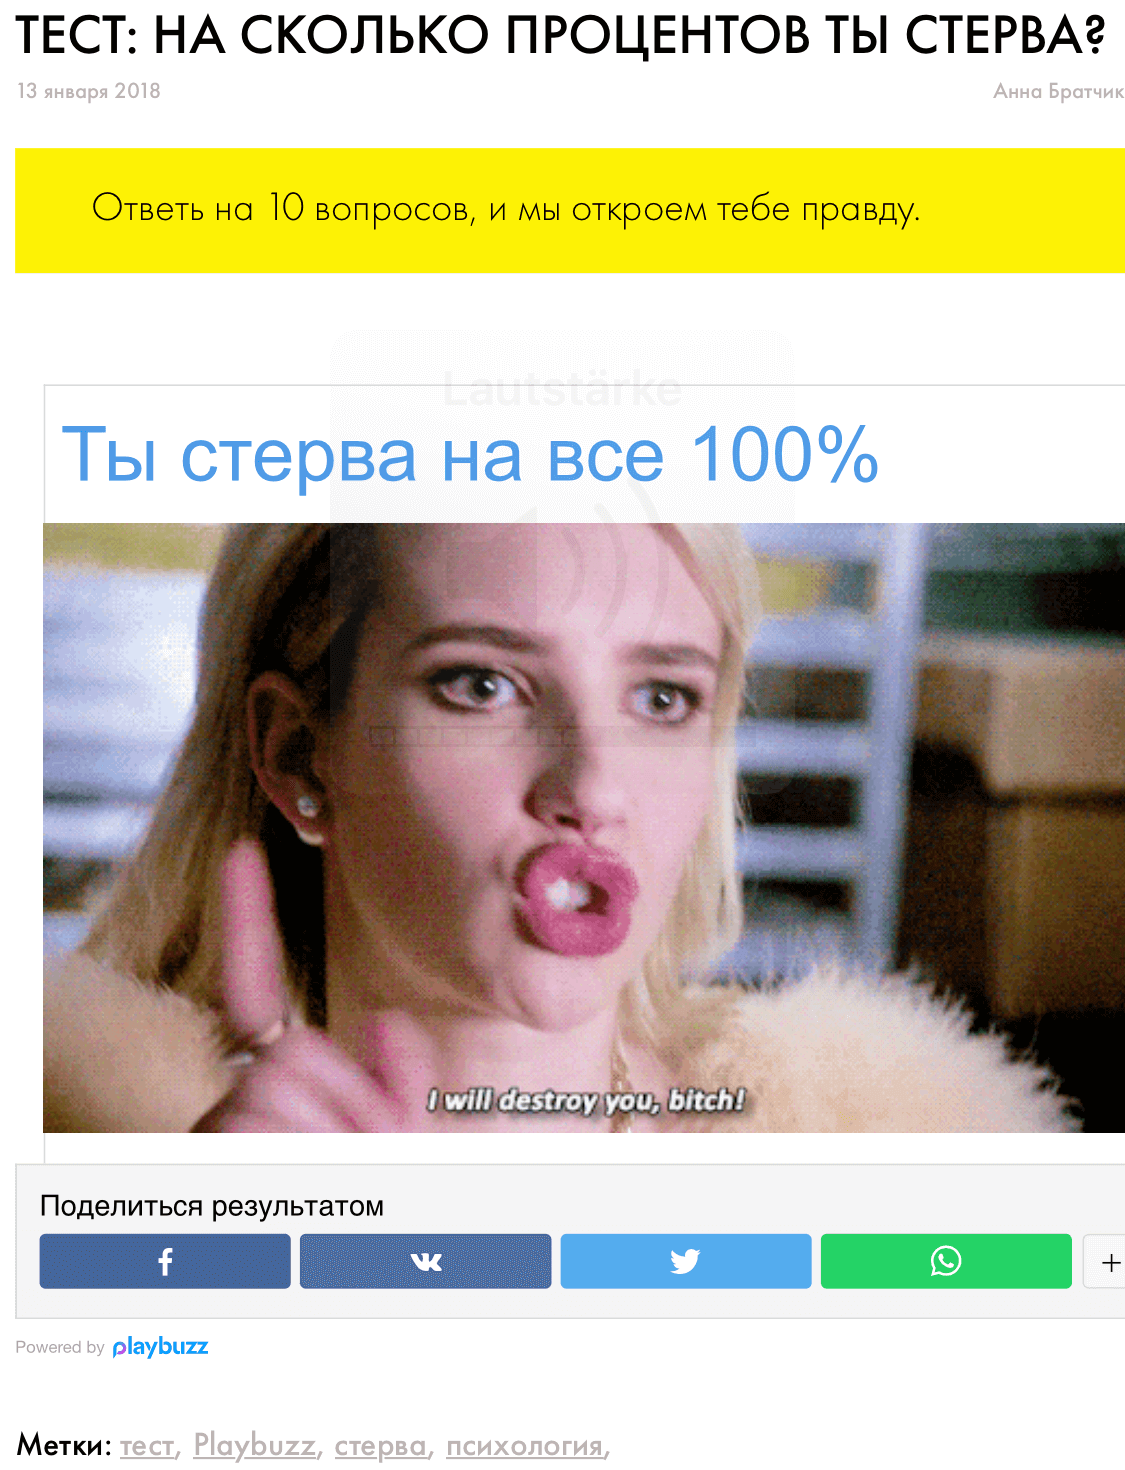 ТЕСТ: НА СКОЛЬКО ПРОЦЕНТОВ ТЫ СТЕРВА?
13 января 2018 Анна Братчик
Ответь на 10 вопросов, и мы откроем тебе правду.
Lautstärke
Ты стерва на все 100%
I will destroy you, bitch!
Поделиться результатом
Powered by playbuzz
Метки: тест, Playbuzz, стерва, психология,